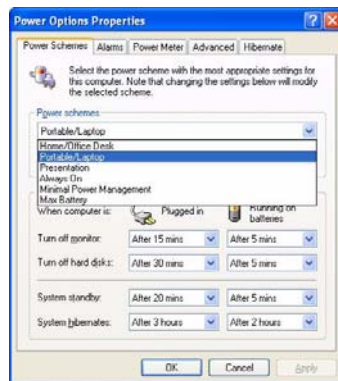 Power Options Properties
Power Schemes Alarms Power Meter Advanced Hibernate
Select the power scheme with the most appropriate settings for
this computer. Note that changing the settings below will modify
the selected scheme.
Power schemes
Portable/Laptop
Home/Office Desk
Portable/Laptop
Presentation
Always On
Minimal Power Management
Max Battery
When computer is: Plugged in Running on
batteries
Turn off monitor: After 15 mins After 5 mins
Turn off hard disks: After 30 mins After 5 mins
System standby: After 20 mins After 5 mins
System hibernates: After 3 hours After 2 hours
OK Cancel Apply